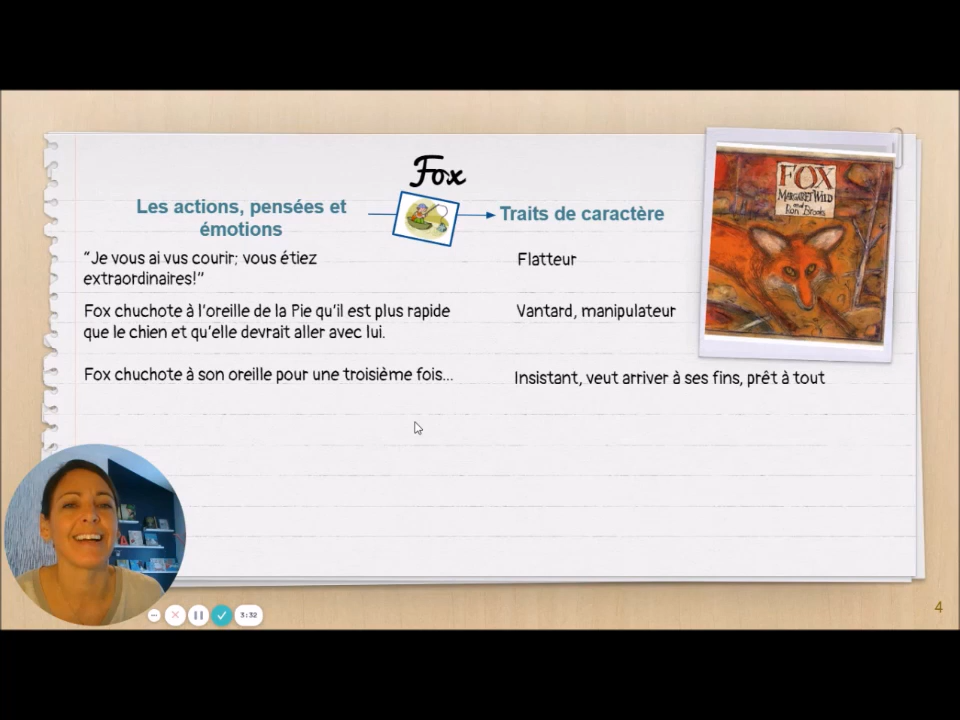 Fox
Les actions, pensées et
émotions
Traits de caractère
“Je vous ai vus courir; vous étiez
extraordinaires!”
Flatteur
Fox chuchote à l’oreille de la Pie qu’il est plus rapide
que le chien et qu’elle devrait aller avec lui.
Vantard, manipulateur
Fox chuchote à son oreille pour une troisième fois...
Insistant, veut arriver à ses fins, prêt à tout
FOX
MARGARET WILD
and
Ron Brooks
3:32
4